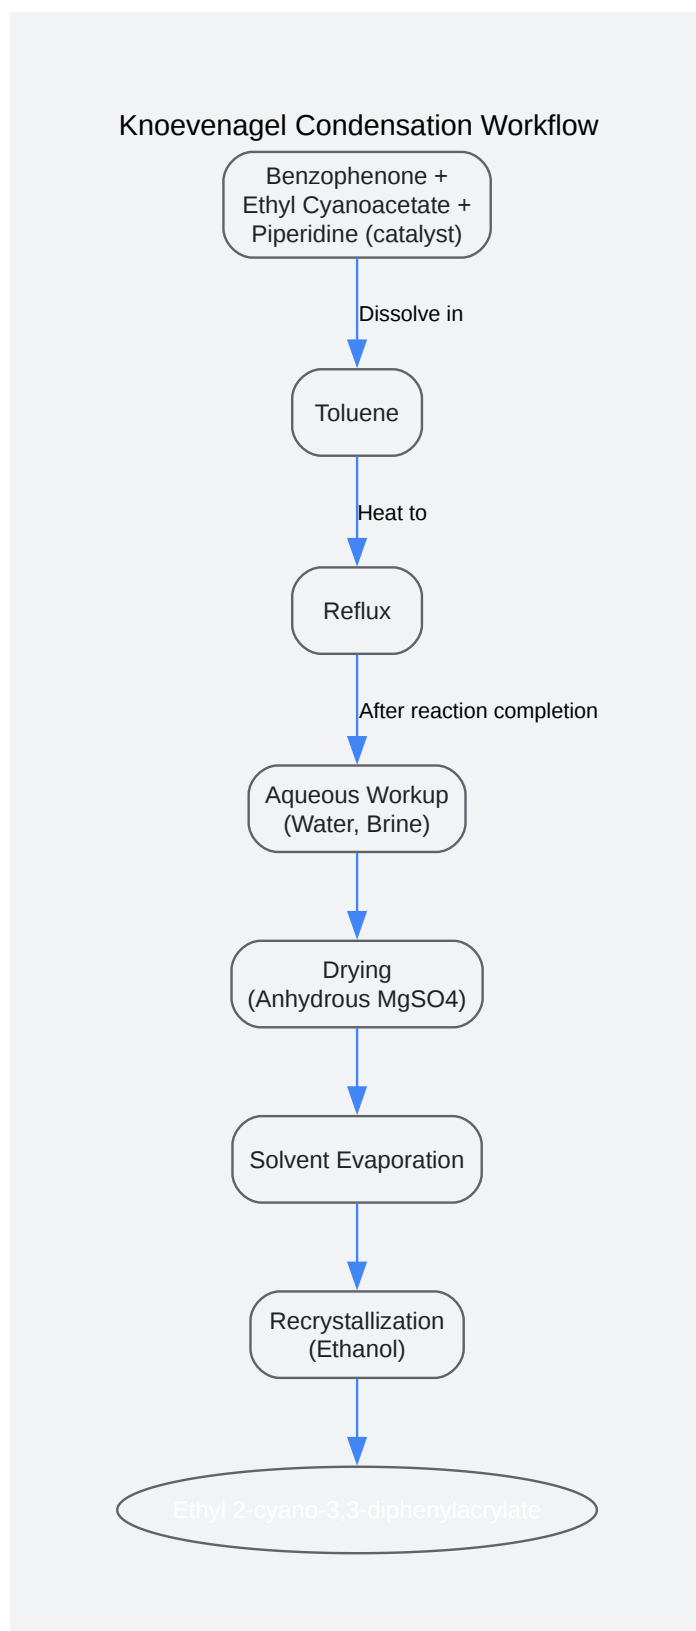 Knoevenagel Condensation Workflow
Benzophenone +
Ethyl Cyanoacetate +
Piperidine (catalyst)
Dissolve in
Toluene
Heat to
Reflux
After reaction completion
Aqueous Workup
(Water, Brine)
Drying
(Anhydrous MgSO4)
Solvent Evaporation
Recrystallization
(Ethanol)
Ethyl 2-cyano-3,3-diphenylacrylate